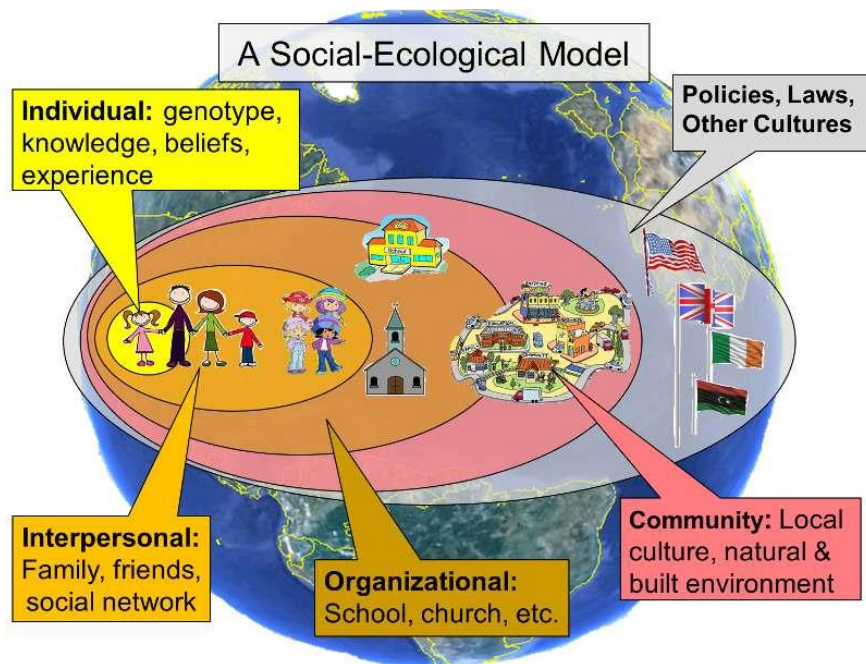 A Social-Ecological Model
Individual: genotype,
knowledge, beliefs,
experience
Policies, Laws,
Other Cultures
School
Interpersonal:
Family, friends,
social network
Organizational:
School, church, etc.
Community: Local
culture, natural &
built environment